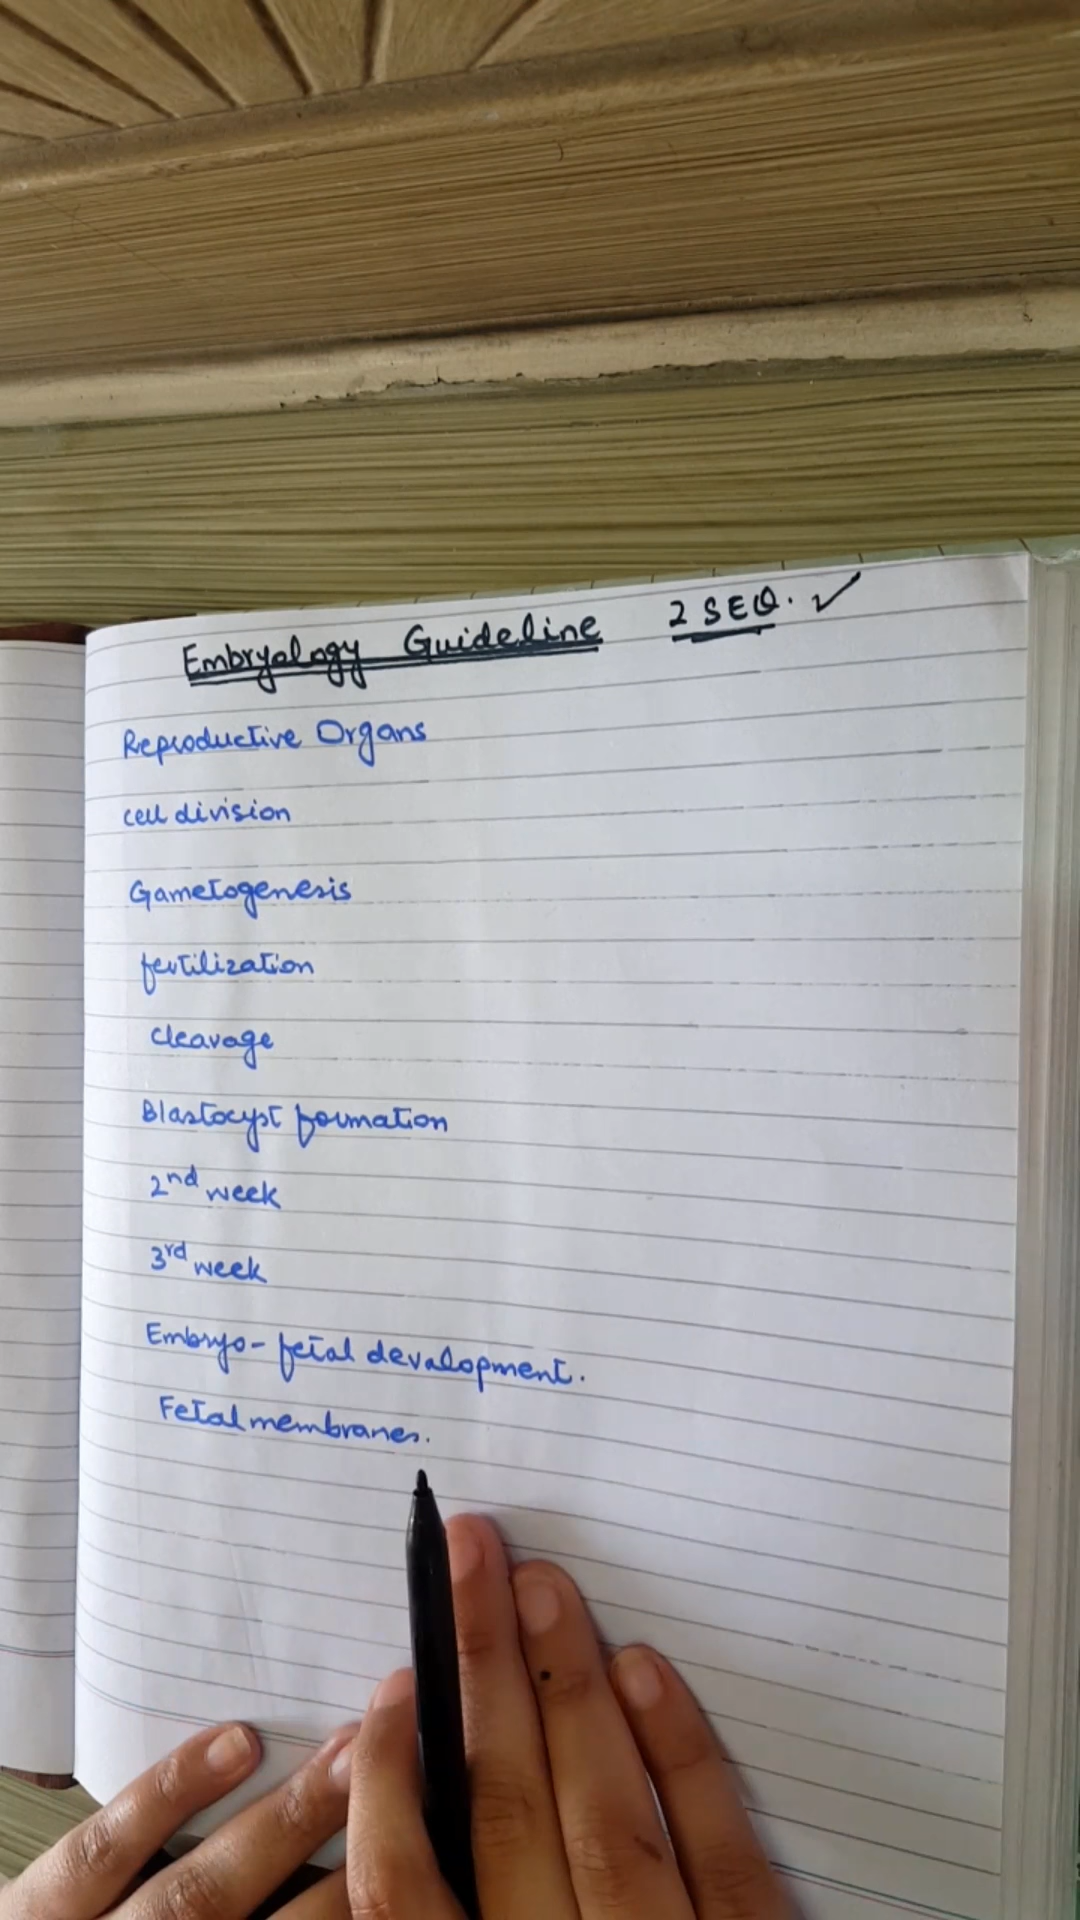 Embryology Guideline 2 SEQ. ✓
Reproductive Organs
cell division
Gametogenesis
fertilization
cleavage
Blastocyst formation
2nd week
3rd week
Embryo-fetal devalopment.
Fetal membranes.